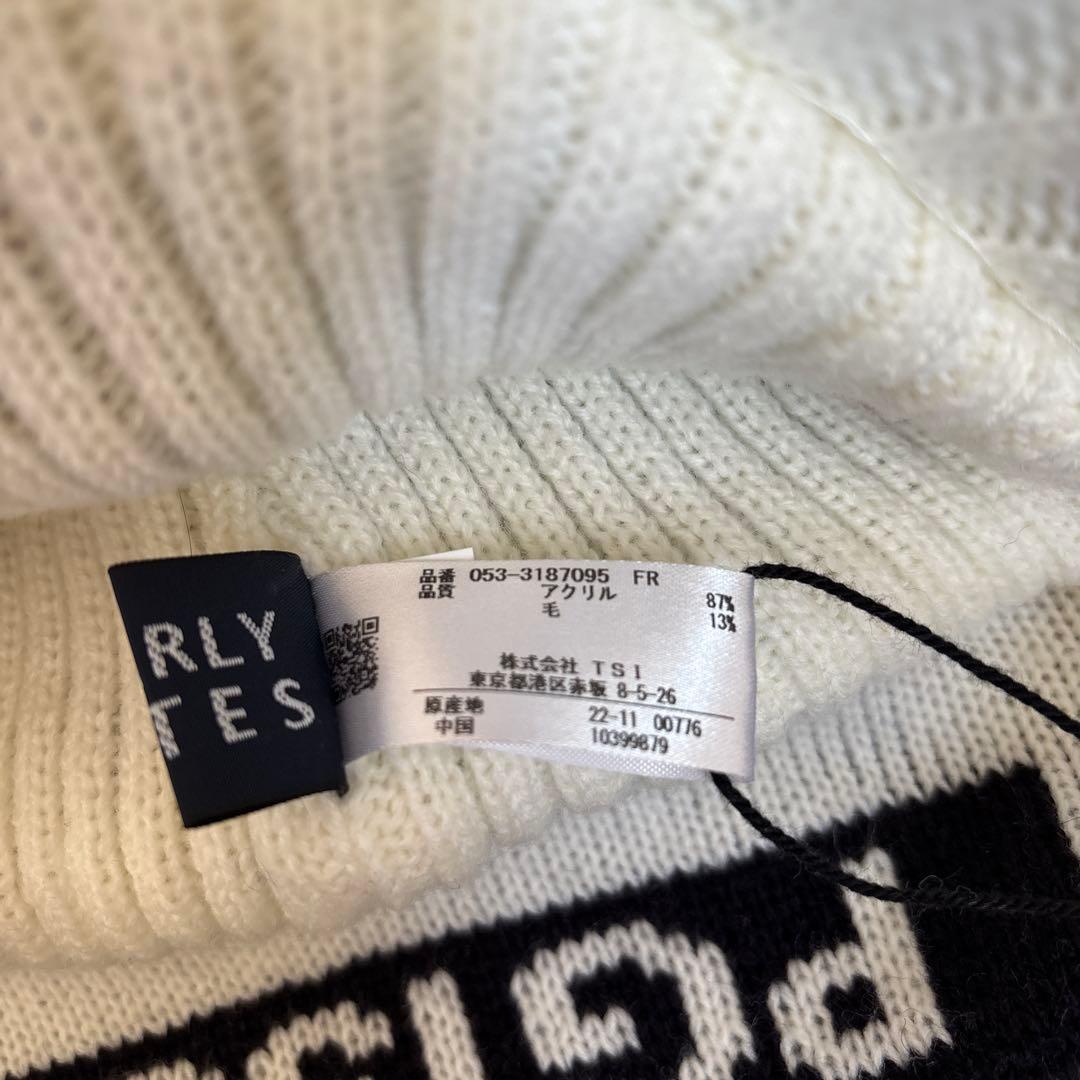 RLY
TES
品番 053-3187095 FR
品質 アクリル 87%
毛 13%
株式会社 TSI
東京都港区赤坂 8-5-26
原産地 22-11 00776
中国 10399879